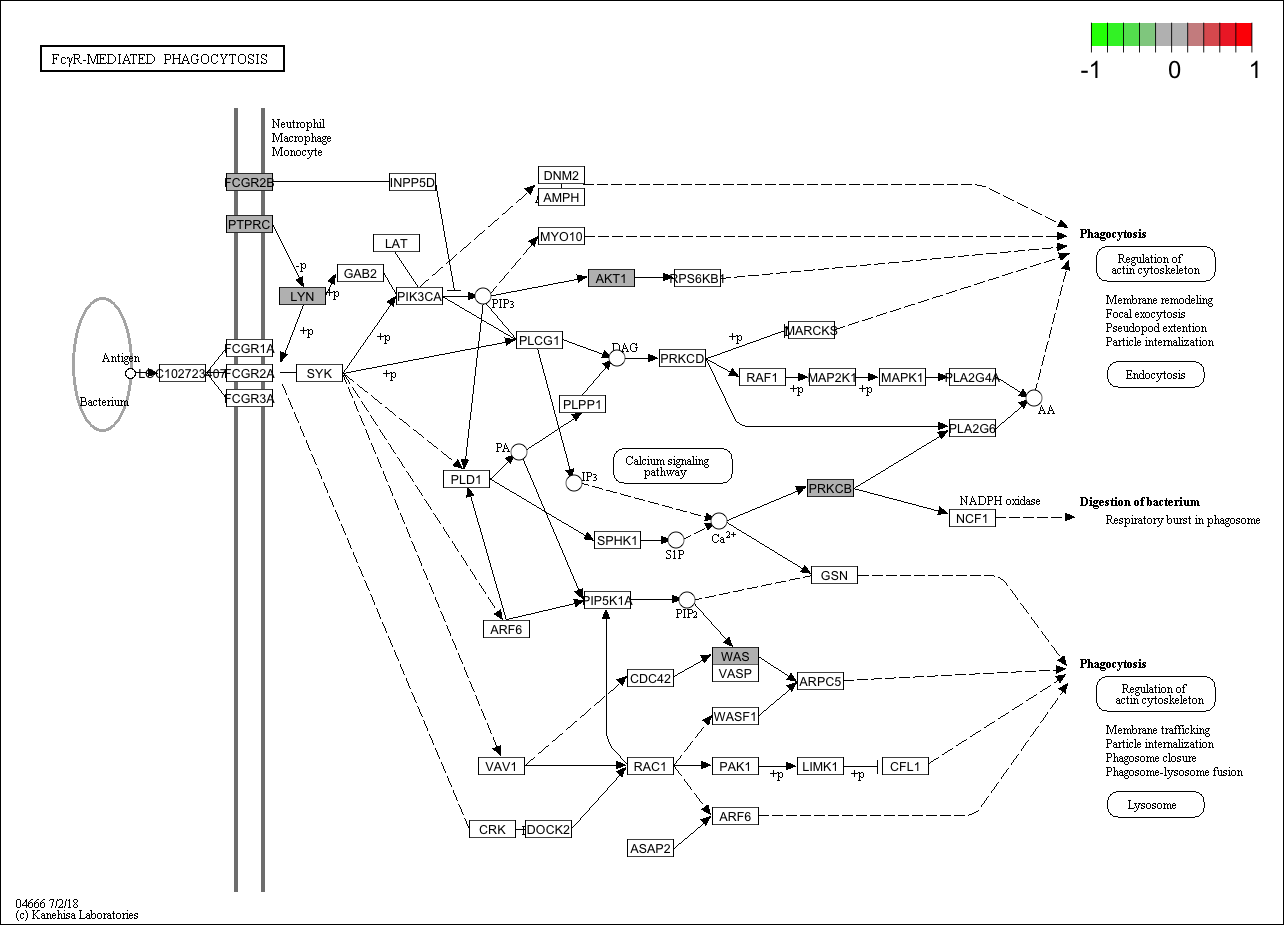 FcγR-MEDIATED PHAGOCYTOSIS
-1 0 1
Neutrophil
Macrophage
Monocyte
FCGR2B
INPP5D
DNM2
AMPH
PTPRC
LAT
MYO10
Phagocytosis
-p
GAB2
AKT1
RPS6KB1
Regulation of
actin cytoskeleton
LYN
+p
PIK3CA
PIP3
Membrane remodeling
Focal exocytosis
Pseudopod extention
Particle internalization
+p
+p
PLCG1
DAG
+p
MARCKS
FCGR1A
Antigen
LOC102723407
FCGR2A
SYK
+p
PRKCD
RAF1
+p
MAP2K1
+p
MAPK1
PLA2G4A
Endocytosis
FCGR3A
Bacterium
PLPP1
AA
PLA2G6
PA
Calcium signaling
pathway
PLD1
IP3
PRKCB
NADPH oxidase
NCF1
Digestion of bacterium
Respiratory burst in phagosome
SPHK1
S1P
Ca2+
GSN
PIP5K1A
PIP2
ARF6
WAS
VASP
CDC42
ARPC5
Phagocytosis
Regulation of
actin cytoskeleton
WASF1
Membrane trafficking
Particle internalization
Phagosome closure
Phagosome-lysosome fusion
VAV1
RAC1
PAK1
+p
LIMK1
+p
CFL1
Lysosome
CRK
DOCK2
ARF6
ASAP2
04666 7/2/18
(c) Kanehisa Laboratories